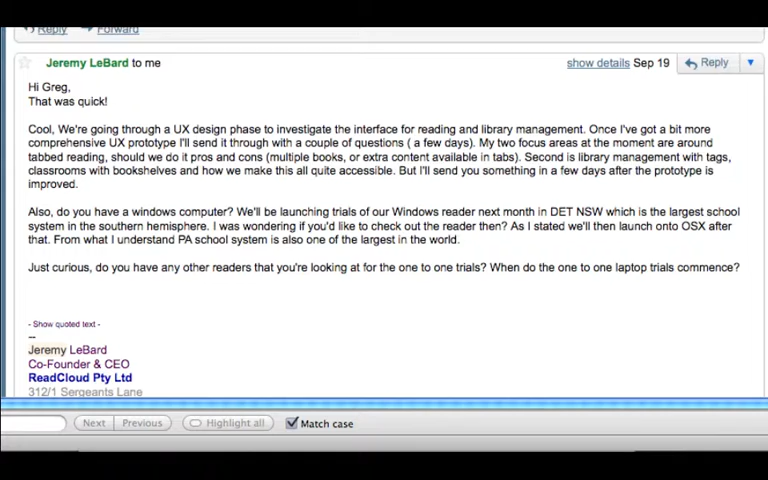 Reply Forward
Jeremy LeBard to me show details Sep 19 Reply
Hi Greg,
That was quick!
Cool, We're going through a UX design phase to investigate the interface for reading and library management. Once I've got a bit more
comprehensive UX prototype I'll send it through with a couple of questions ( a few days). My two focus areas at the moment are around
tabbed reading, should we do it pros and cons (multiple books, or extra content available in tabs). Second is library management with tags,
classrooms with bookshelves and how we make this all quite accessible. But I'll send you something in a few days after the prototype is
improved.
Also, do you have a windows computer? We'll be launching trials of our Windows reader next month in DET NSW which is the largest school
system in the southern hemisphere. I was wondering if you'd like to check out the reader then? As I stated we'll then launch onto OSX after
that. From what I understand PA school system is also one of the largest in the world.
Just curious, do you have any other readers that you're looking at for the one to one trials? When do the one to one laptop trials commence?
- Show quoted text -
--
Jeremy LeBard
Co-Founder & CEO
ReadCloud Pty Ltd
312/1 Sergeants Lane
Next Previous Highlight all Match case